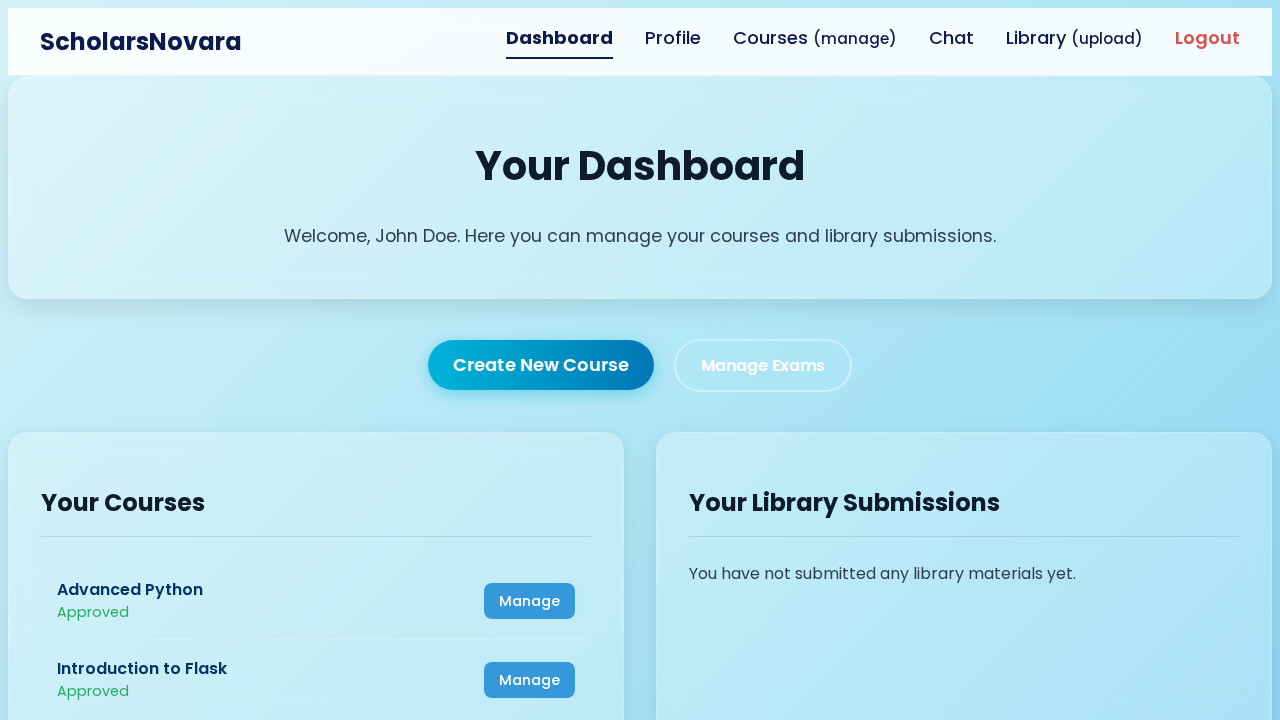 ScholarsNovara
Dashboard Profile Courses (manage) Chat Library (upload) Logout
Your Dashboard
Welcome, John Doe. Here you can manage your courses and library submissions.
Create New Course Manage Exams
Your Courses
Advanced Python
Approved
Manage
Introduction to Flask
Approved
Manage
Your Library Submissions
You have not submitted any library materials yet.